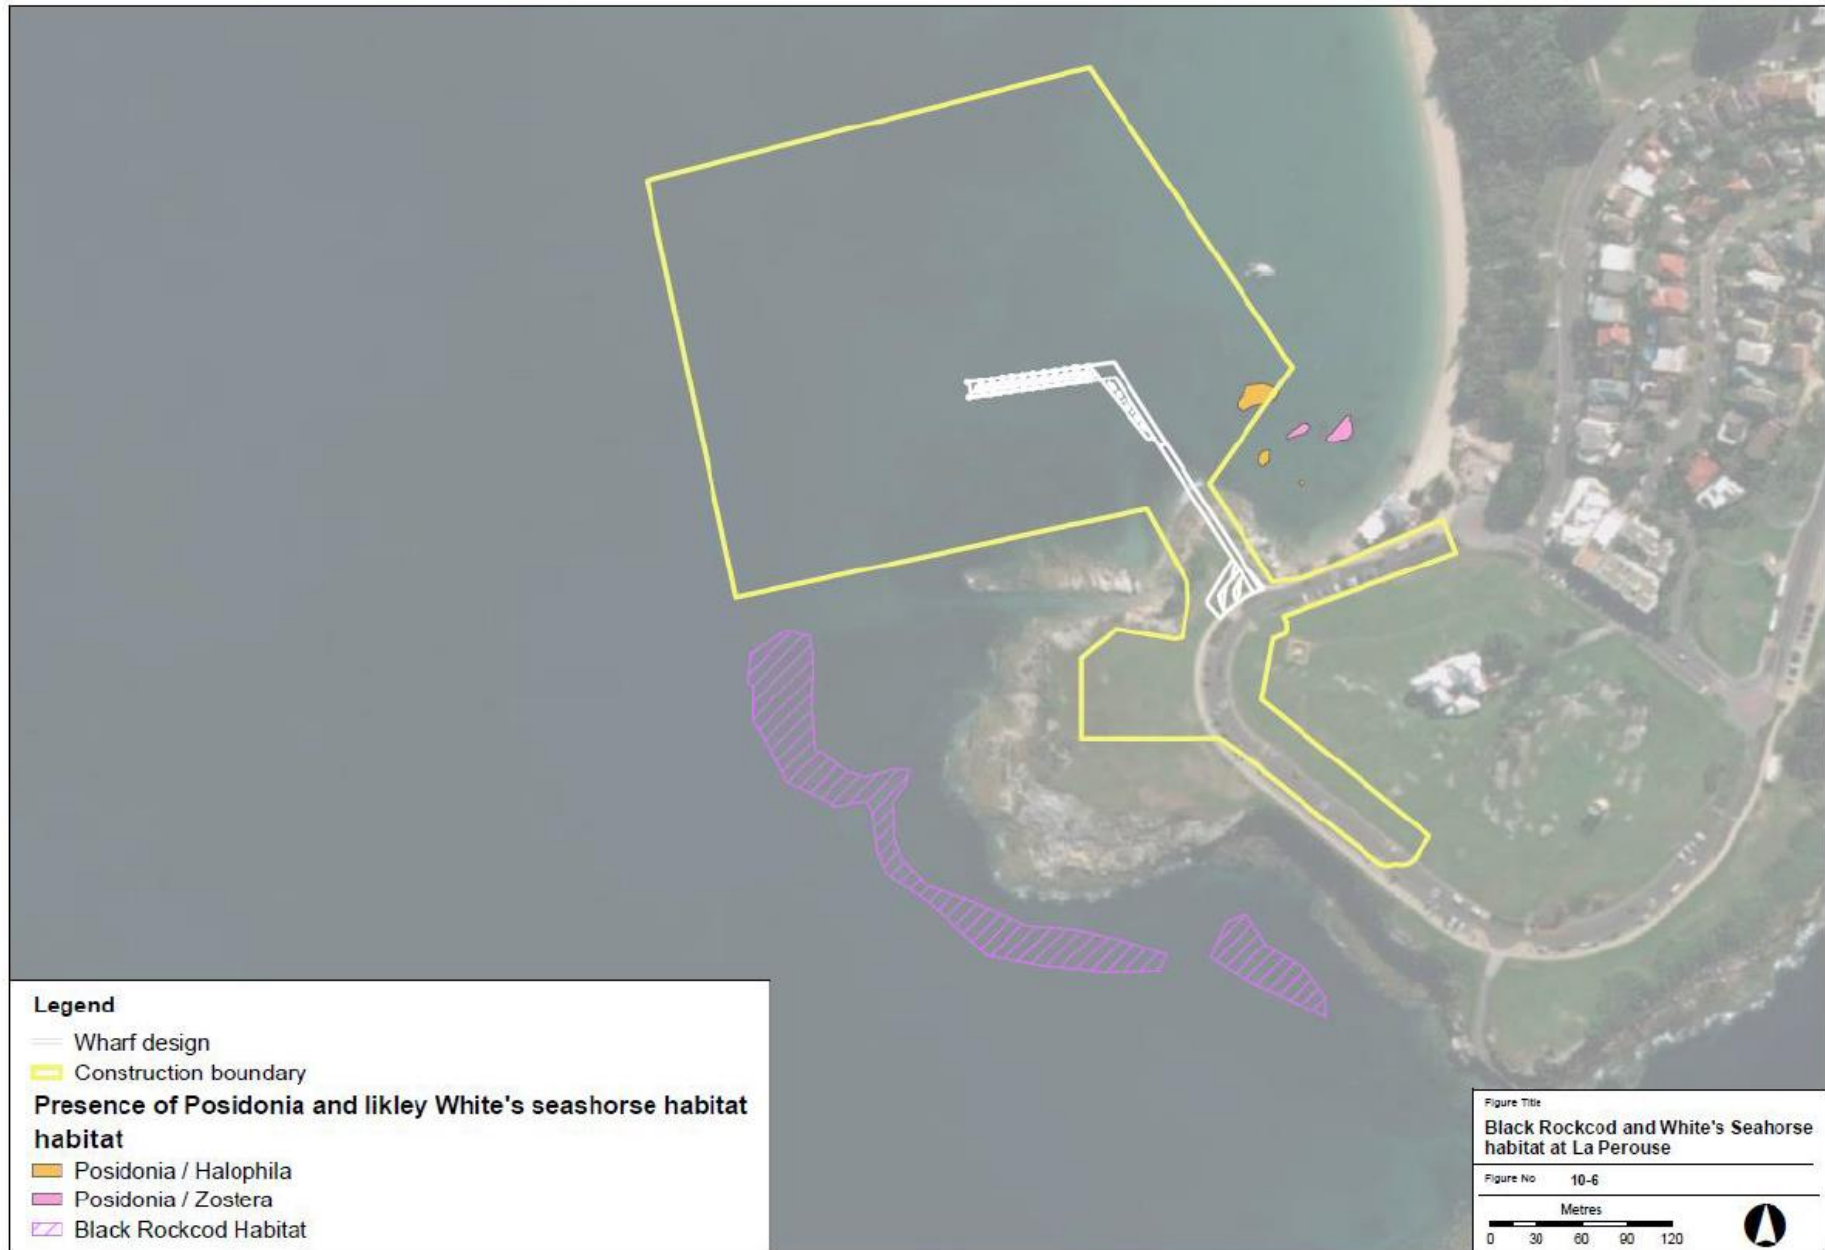 Legend
Wharf design
Construction boundary
Presence of Posidonia and likley White's seashorse habitat
habitat
Posidonia / Halophila
Posidonia / Zostera
Black Rockcod Habitat
Figure Title
Black Rockcod and White's Seahorse
habitat at La Perouse
Figure No 10-6
Metres
0 30 60 90 120